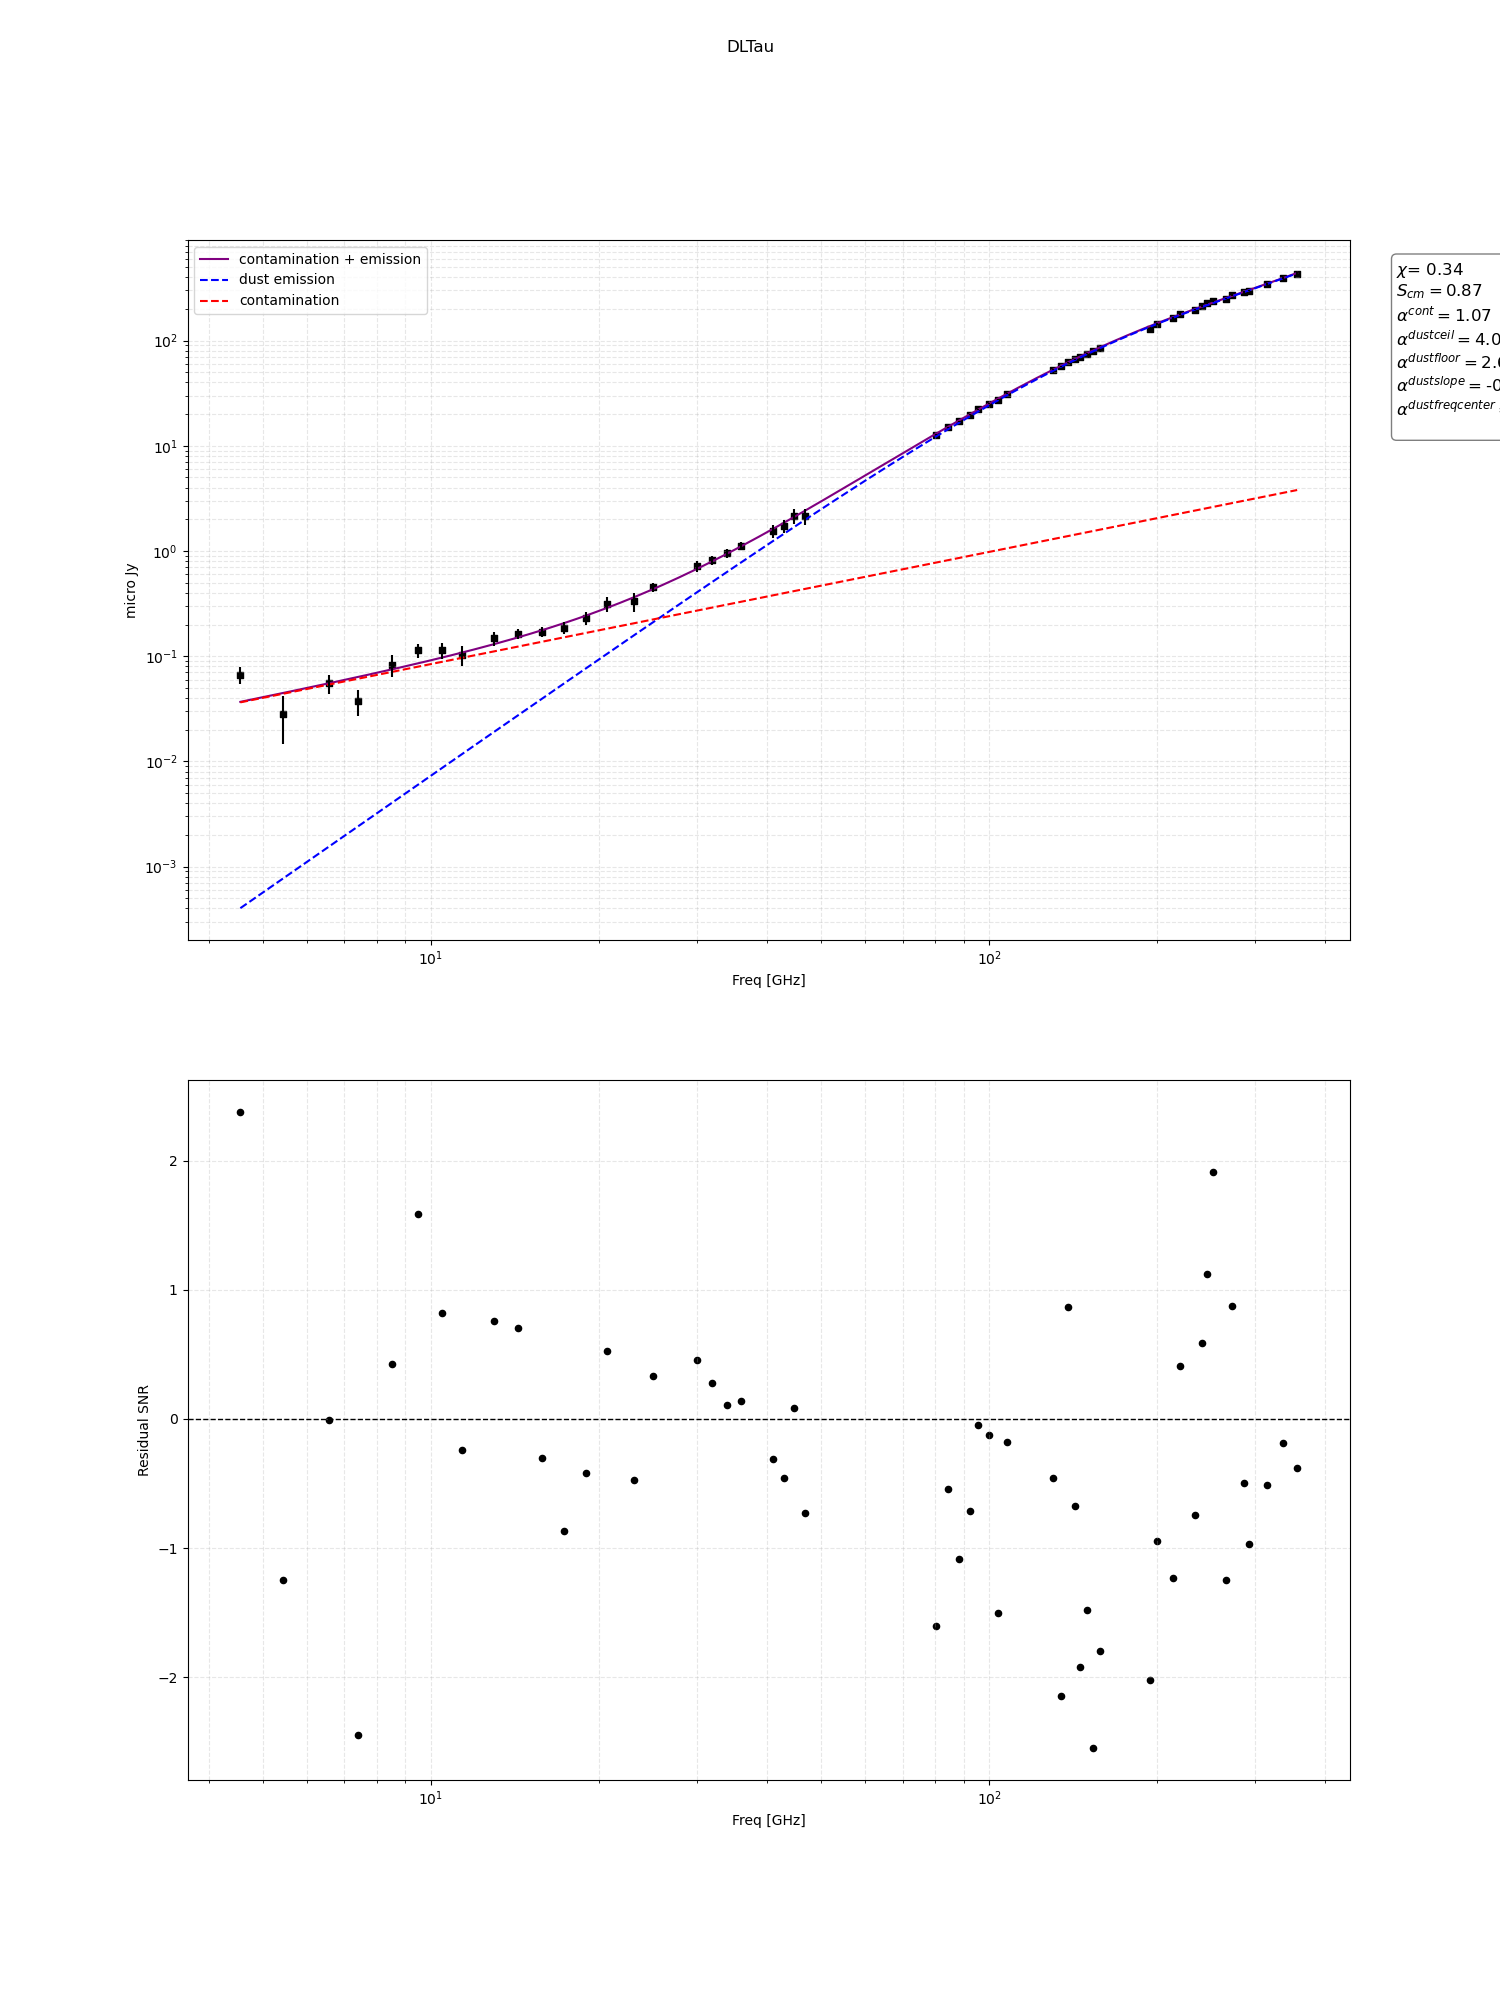 DLTau
contamination + emission
dust emission
contamination
χ= 0.34
S_cm = 0.87
α^cont = 1.07
α^dustceil = 4.0
α^dustfloor = 2.
α^dustslope = -0
α^dustfreqcenter
micro Jy
10^2
10^1
10^0
10^−1
10^−2
10^−3
10^1
10^2
Freq [GHz]
Residual SNR
2
1
0
−1
−2
10^1
10^2
Freq [GHz]